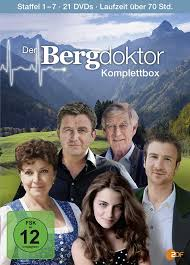 Staffel 1–7 · 21 DVDs · Laufzeit über 70 Std.
Der
Bergdoktor
Komplettbox
FSK
12
ZDF